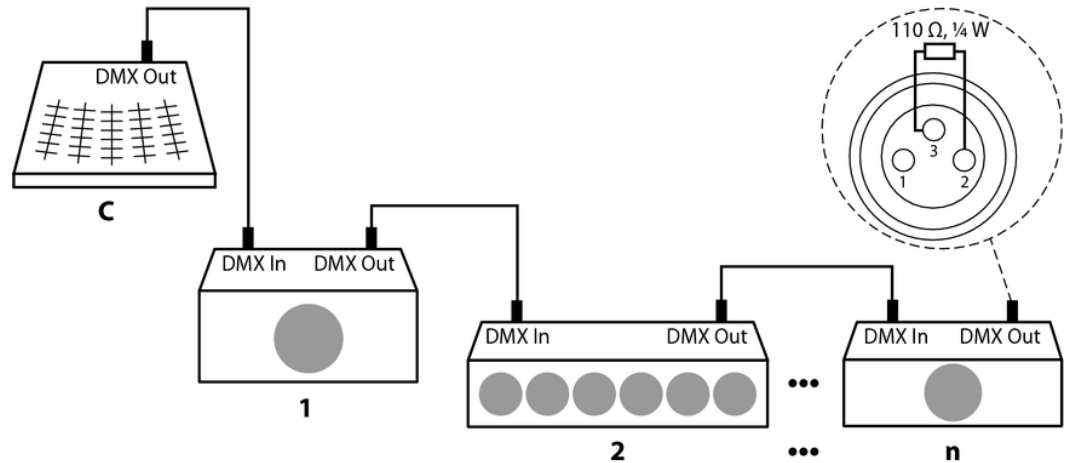 110 Ω, ¼ W
DMX Out
3
1
2
C
DMX In
DMX Out
1
DMX In
DMX Out
DMX In
DMX Out
•••
2
•••
n